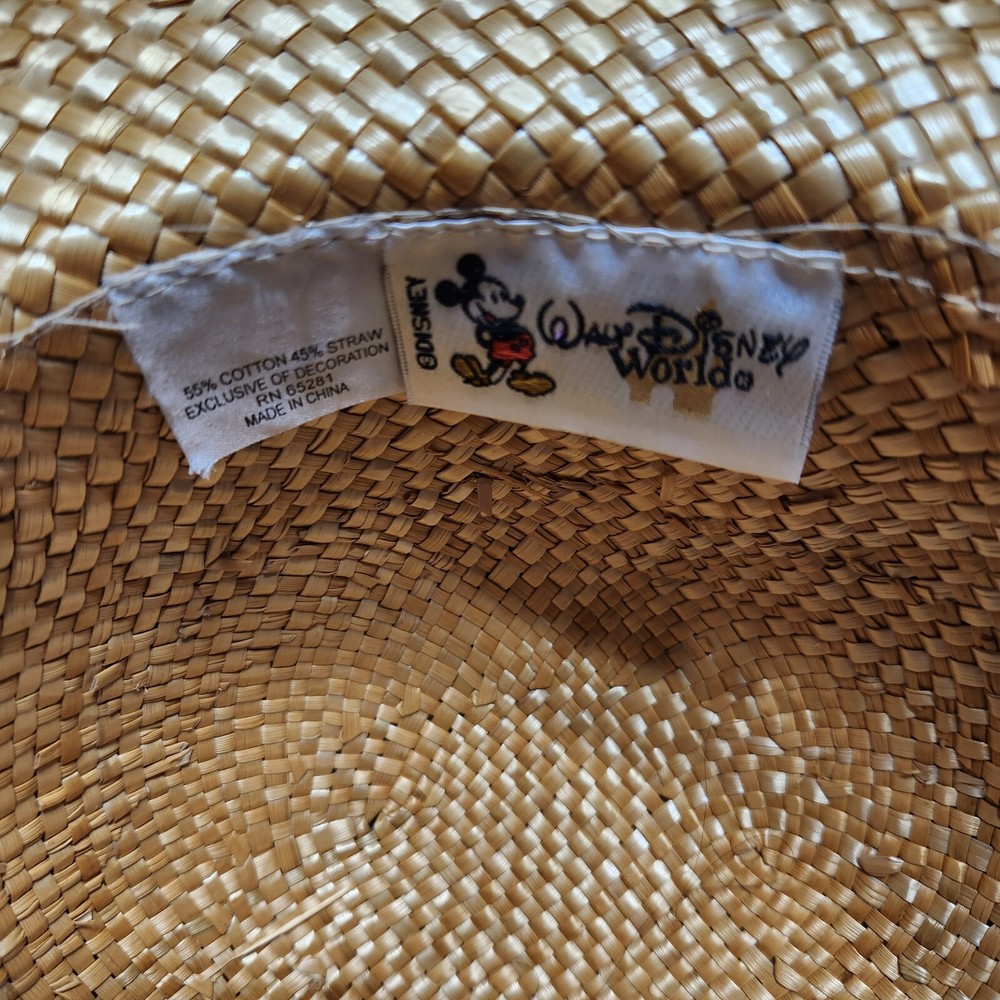 55% COTTON 45% STRAW
EXCLUSIVE OF DECORATION
RN 65281
MADE IN CHINA
©DISNEY
WALT DISNEY
World®